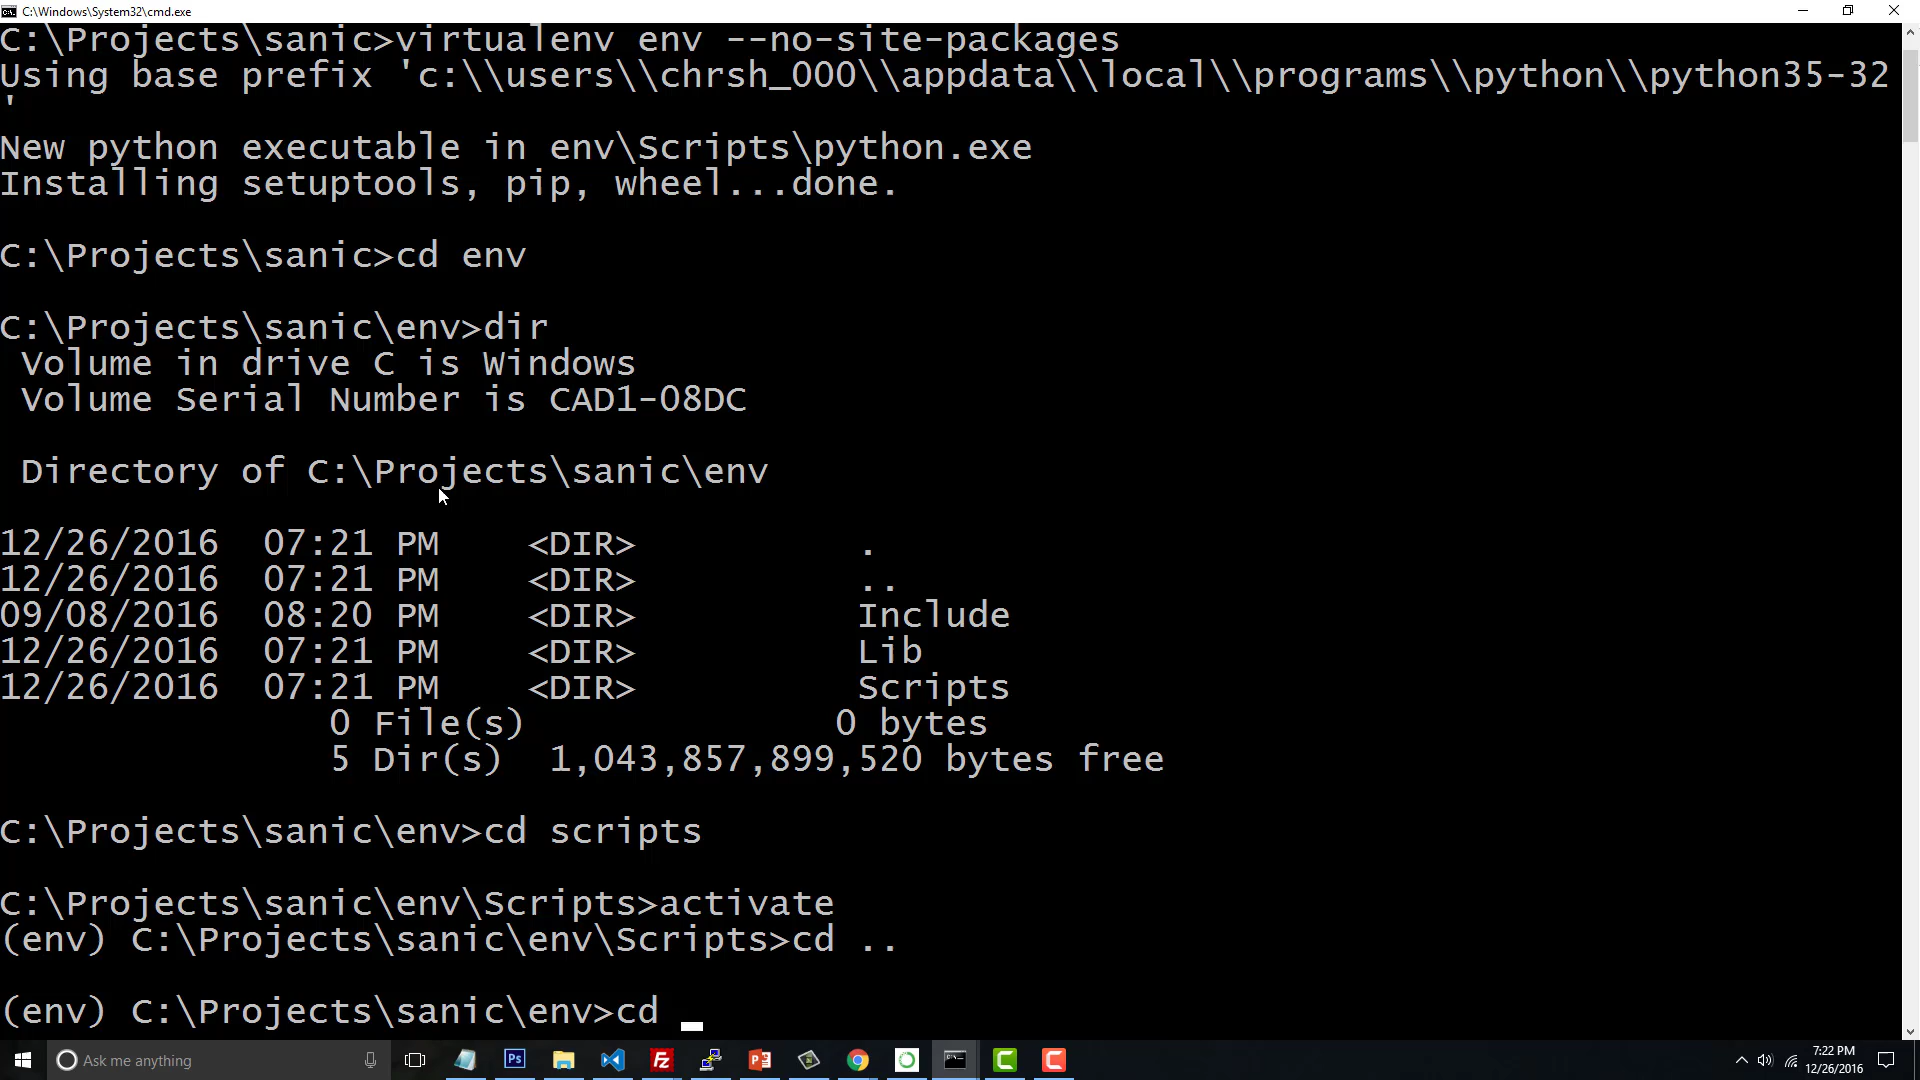 C:\Windows\System32\cmd.exe
C:\Projects\sanic>virtualenv env --no-site-packages
Using base prefix 'c:\\users\\chrsh_000\\appdata\\local\\programs\\python\\python35-32
'
New python executable in env\Scripts\python.exe
Installing setuptools, pip, wheel...done.
C:\Projects\sanic>cd env
C:\Projects\sanic\env>dir
Volume in drive C is Windows
Volume Serial Number is CAD1-08DC
Directory of C:\Projects\sanic\env
12/26/2016  07:21 PM    <DIR>          .
12/26/2016  07:21 PM    <DIR>          ..
09/08/2016  08:20 PM    <DIR>          Include
12/26/2016  07:21 PM    <DIR>          Lib
12/26/2016  07:21 PM    <DIR>          Scripts
0 File(s)              0 bytes
5 Dir(s)  1,043,857,899,520 bytes free
C:\Projects\sanic\env>cd scripts
C:\Projects\sanic\env\Scripts>activate
(env) C:\Projects\sanic\env\Scripts>cd ..
(env) C:\Projects\sanic\env>cd
Ask me anything
Ps
Fz
7:22 PM
12/26/2016